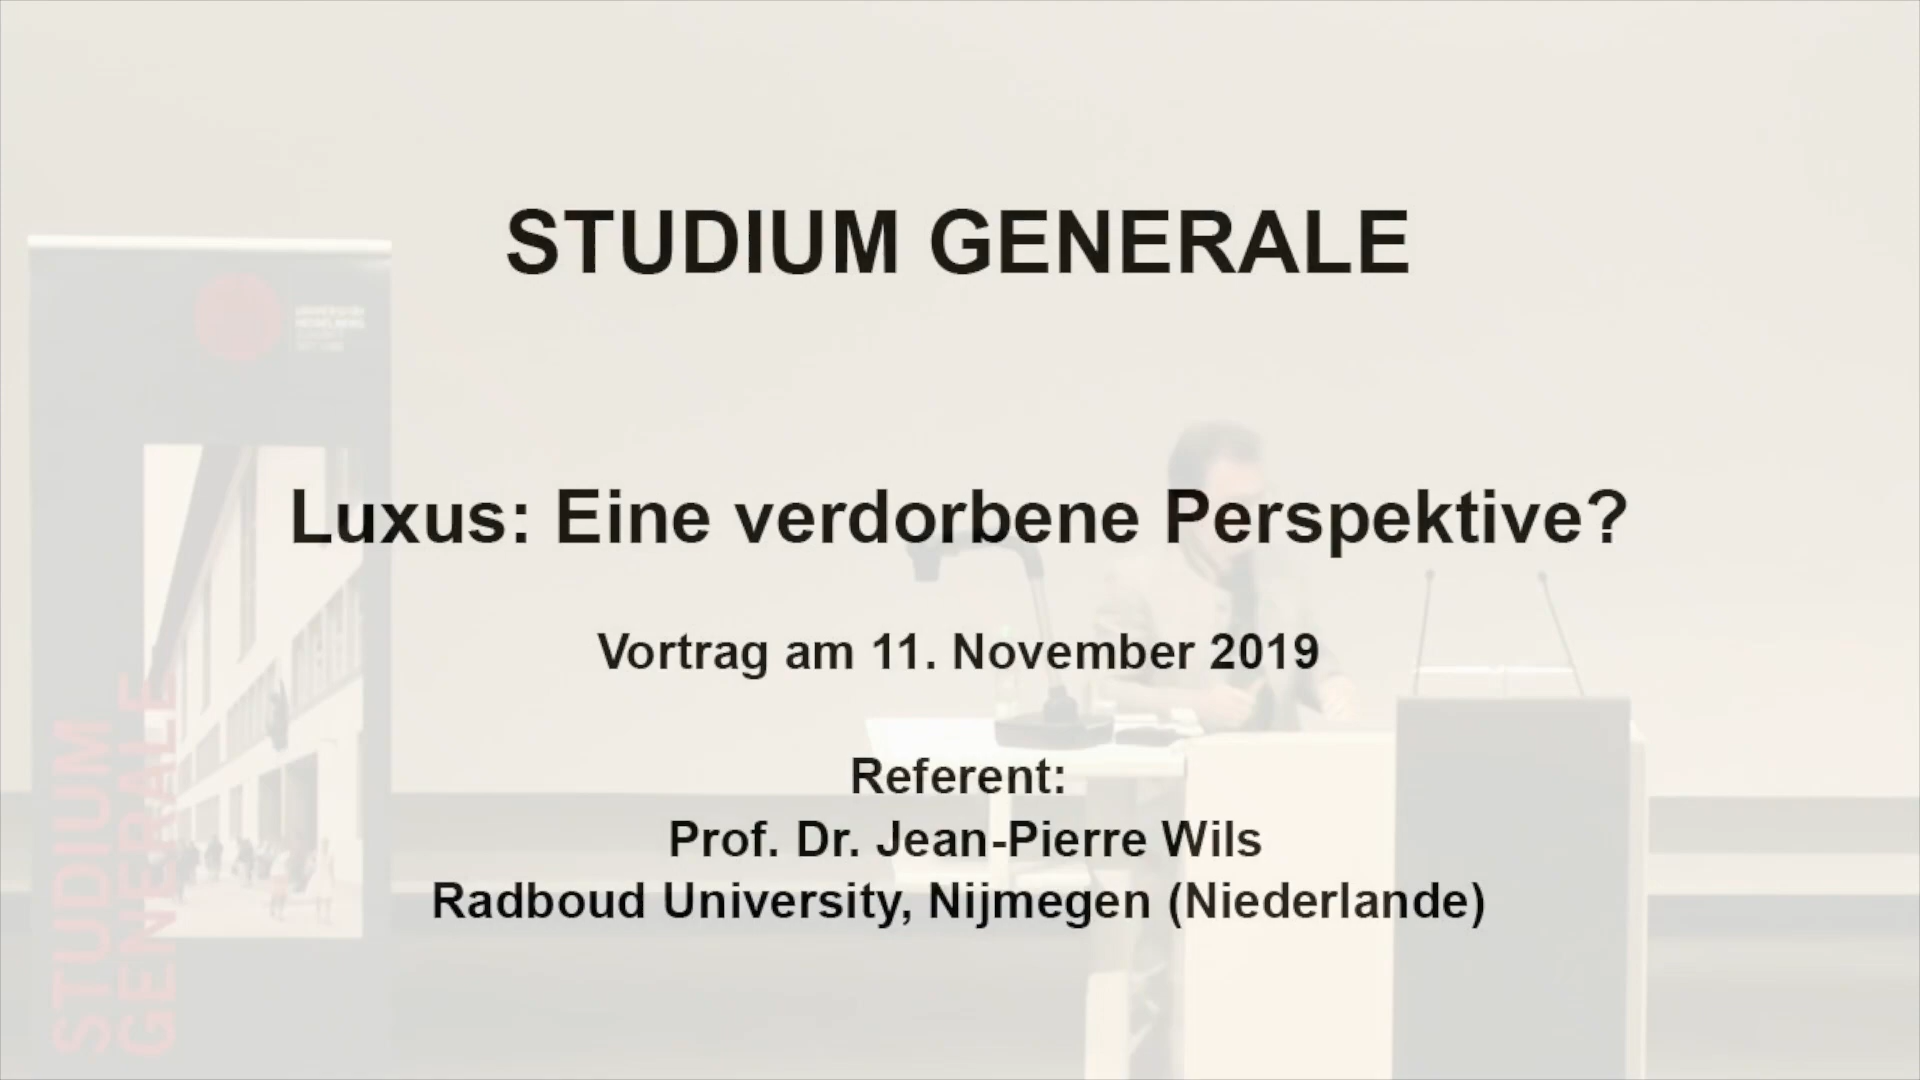 STUDIUM GENERALE
Luxus: Eine verdorbene Perspektive?
Vortrag am 11. November 2019
Referent:
Prof. Dr. Jean-Pierre Wils
Radboud University, Nijmegen (Niederlande)
STUDIUM
GENERALE